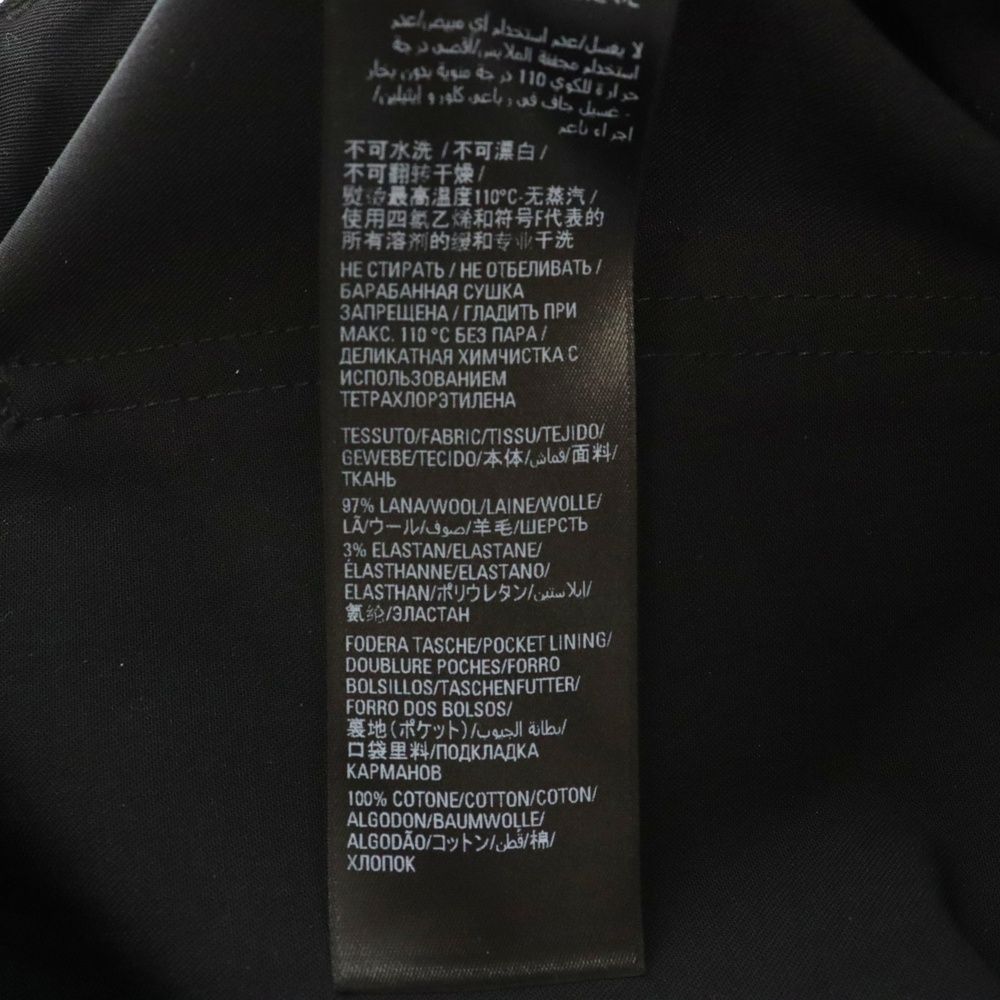 لا يغسل/عدم استخدام أي مبيض/عدم
استخدام مجففة الملابس/أقصى درجة
حرارة للكوي 110 درجة مئوية بدون بخار
- غسيل جاف في رباعي كلورو إيثيلين/
إجراء ناعم
不可水洗 / 不可漂白 /
不可翻转干燥 /
熨烫最高温度110°C-无蒸汽 /
使用四氯乙烯和符号F代表的
所有溶剂的缓和专业干洗
НЕ СТИРАТЬ / НЕ ОТБЕЛИВАТЬ /
БАРАБАННАЯ СУШКА
ЗАПРЕЩЕНА / ГЛАДИТЬ ПРИ
МАКС. 110 °C БЕЗ ПАРА /
ДЕЛИКАТНАЯ ХИМЧИСТКА С
ИСПОЛЬЗОВАНИЕМ
ТЕТРАХЛОРЭТИЛЕНА
TESSUTO/FABRIC/TISSU/TEJIDO/
GEWEBE/TECIDO/本体/قماش/面料/
ТКАНЬ
97% LANA/WOOL/LAINE/WOLLE/
LÃ/ウール/صوف/羊毛/ШЕРСТЬ
3% ELASTAN/ELASTANE/
ÉLASTHANNE/ELASTANO/
ELASTHAN/ポリウレタン/ايلاستين/
氨纶/ЭЛАСТАН
FODERA TASCHE/POCKET LINING/
DOUBLURE POCHES/FORRO
BOLSILLOS/TASCHENFUTTER/
FORRO DOS BOLSOS/
裏地(ポケット)/بطانة الجيوب/
口袋里料/ПОДКЛАДКА
КАРМАНОВ
100% COTONE/COTTON/COTON/
ALGODON/BAUMWOLLE/
ALGODÃO/コットン/قطن/棉/
ХЛОПОК